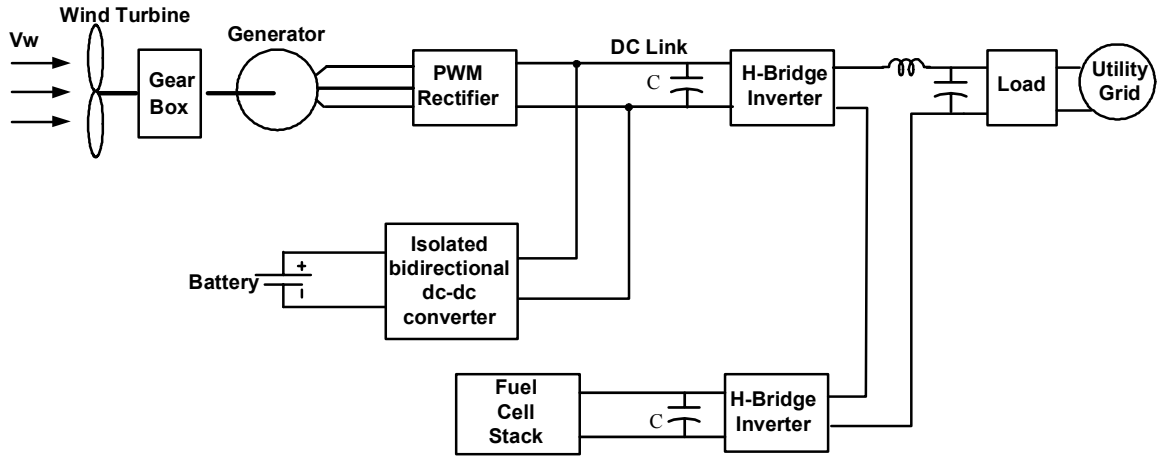 Wind Turbine
Vw
Gear
Box
Generator
PWM
Rectifier
DC Link
C
H-Bridge
Inverter
Load
Utility
Grid
Battery
+
-
Isolated
bidirectional
dc-dc
converter
Fuel
Cell
Stack
C
H-Bridge
Inverter